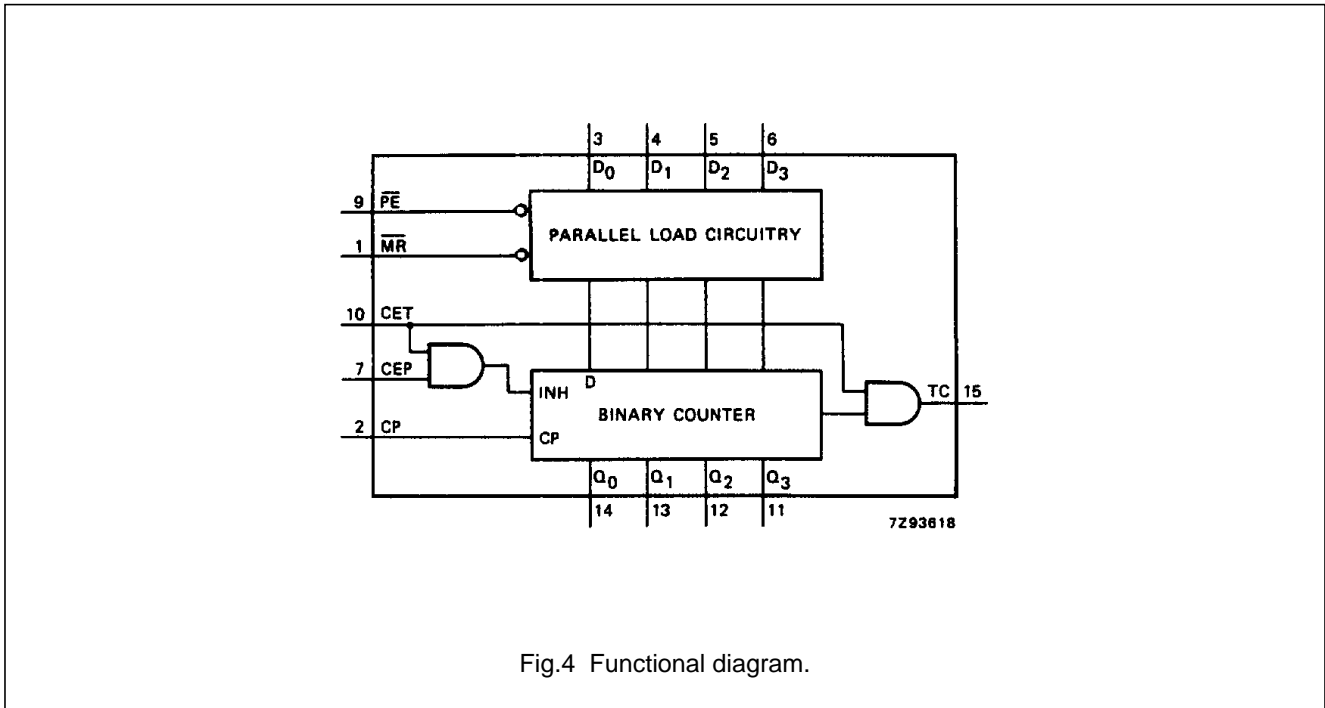 3 4 5 6
D0 D1 D2 D3
9 P̅E̅
PARALLEL LOAD CIRCUITRY
1 M̅R̅
10 CET
7 CEP
INH D
TC 15
BINARY COUNTER
2 CP
CP
Q0 Q1 Q2 Q3
14 13 12 11
7Z93618
Fig.4 Functional diagram.